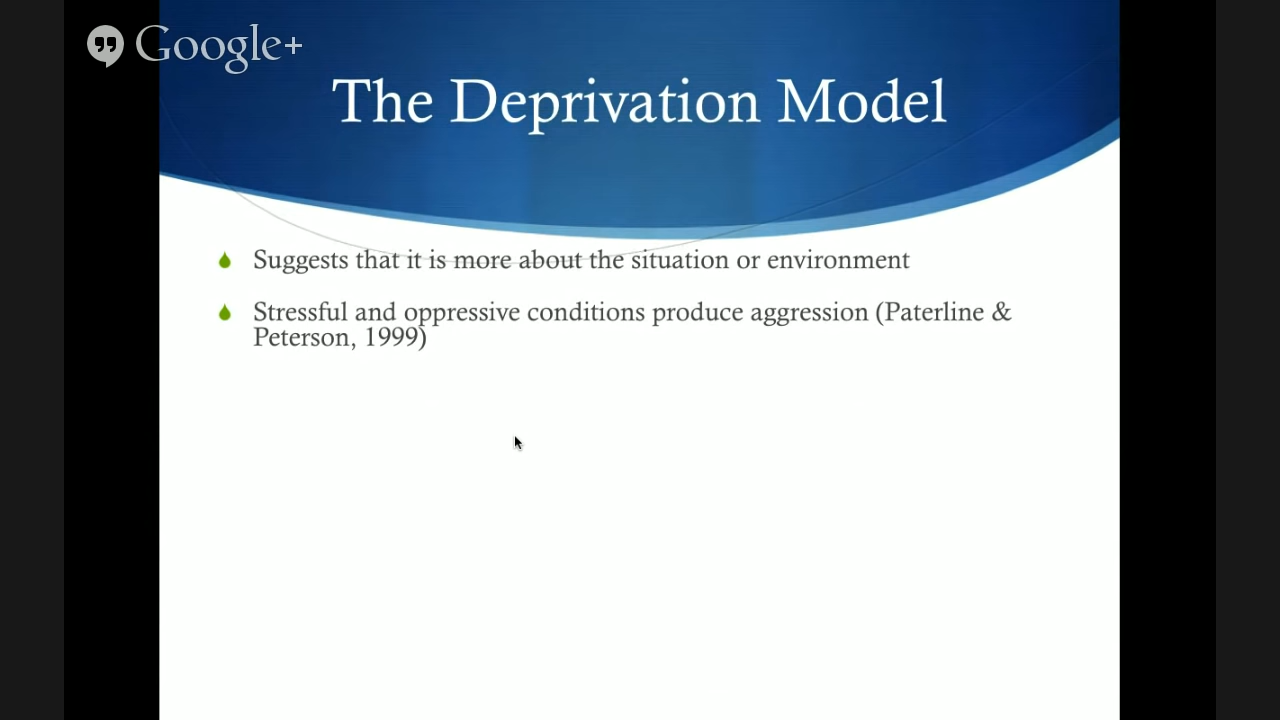 Google+
The Deprivation Model
Suggests that it is more about the situation or environment
Stressful and oppressive conditions produce aggression (Paterline &
Peterson, 1999)